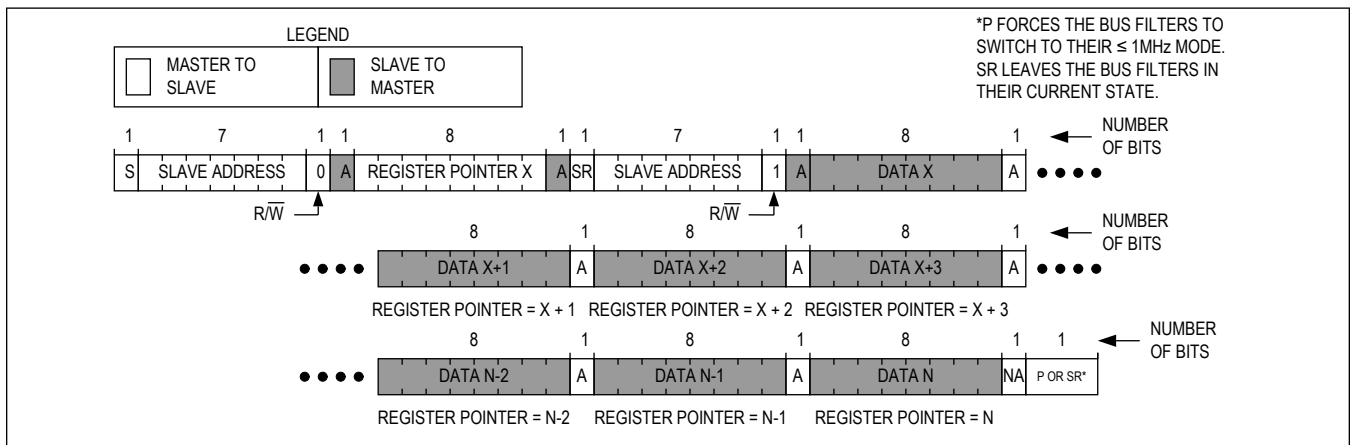 LEGEND
MASTER TO
SLAVE
SLAVE TO
MASTER
*P FORCES THE BUS FILTERS TO
SWITCH TO THEIR ≤ 1MHz MODE.
SR LEAVES THE BUS FILTERS IN
THEIR CURRENT STATE.
1 7 1 1 8 1 1 7 1 1 8 1 NUMBER
OF BITS
S SLAVE ADDRESS 0 A REGISTER POINTER X A SR SLAVE ADDRESS 1 A DATA X A
R/W̅ R/W̅
8 1 8 1 8 1 NUMBER
OF BITS
DATA X+1 A DATA X+2 A DATA X+3 A
REGISTER POINTER = X + 1 REGISTER POINTER = X + 2 REGISTER POINTER = X + 3
8 1 8 1 8 1 1 NUMBER
OF BITS
DATA N-2 A DATA N-1 A DATA N NA P OR SR*
REGISTER POINTER = N-2 REGISTER POINTER = N-1 REGISTER POINTER = N